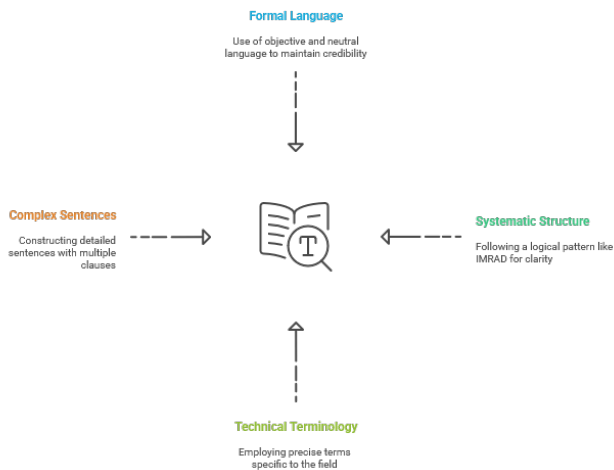 Formal Language
Use of objective and neutral
language to maintain credibility
Complex Sentences
Constructing detailed
sentences with multiple
clauses
T
Systematic Structure
Following a logical pattern like
IMRAD for clarity
Technical Terminology
Employing precise terms
specific to the field